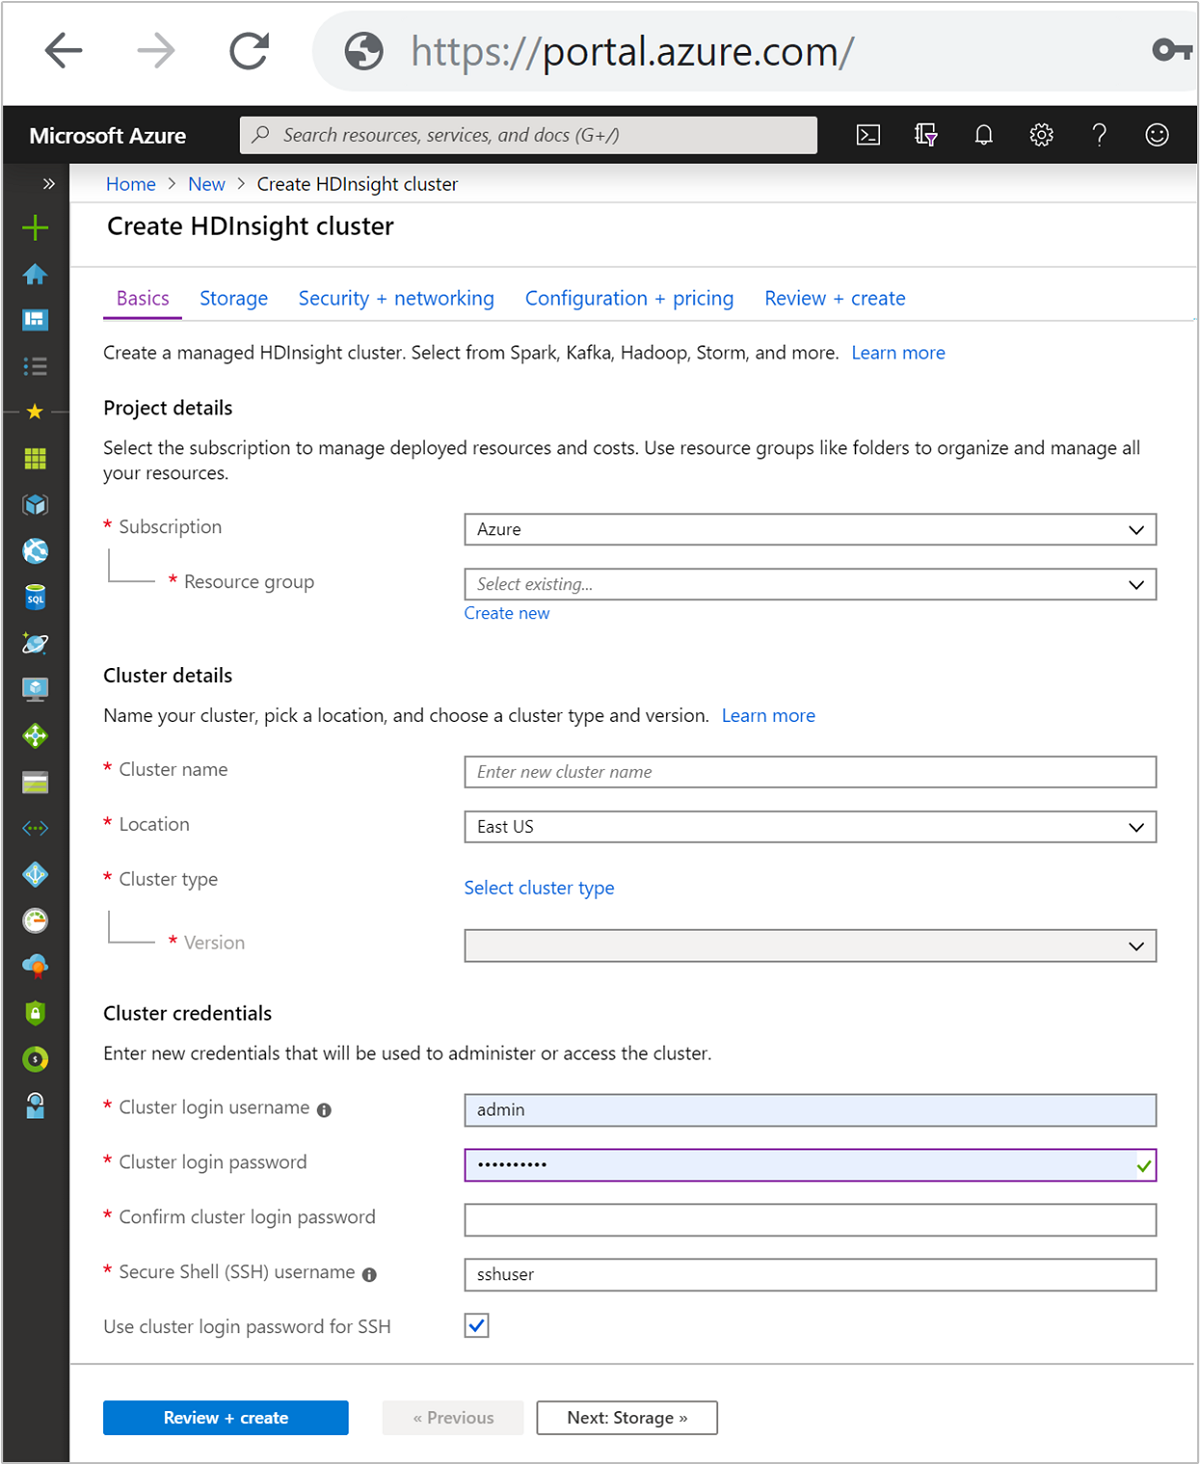 https://portal.azure.com/
Microsoft Azure
Search resources, services, and docs (G+/)
Home > New > Create HDInsight cluster
Create HDInsight cluster
Basics Storage Security + networking Configuration + pricing Review + create
Create a managed HDInsight cluster. Select from Spark, Kafka, Hadoop, Storm, and more. Learn more
Project details
Select the subscription to manage deployed resources and costs. Use resource groups like folders to organize and manage all
your resources.
* Subscription Azure
* Resource group Select existing...
Create new
Cluster details
Name your cluster, pick a location, and choose a cluster type and version. Learn more
* Cluster name Enter new cluster name
* Location East US
* Cluster type Select cluster type
* Version
Cluster credentials
Enter new credentials that will be used to administer or access the cluster.
* Cluster login username admin
* Cluster login password ••••••••••
* Confirm cluster login password
* Secure Shell (SSH) username sshuser
Use cluster login password for SSH
Review + create « Previous Next: Storage »
SQL